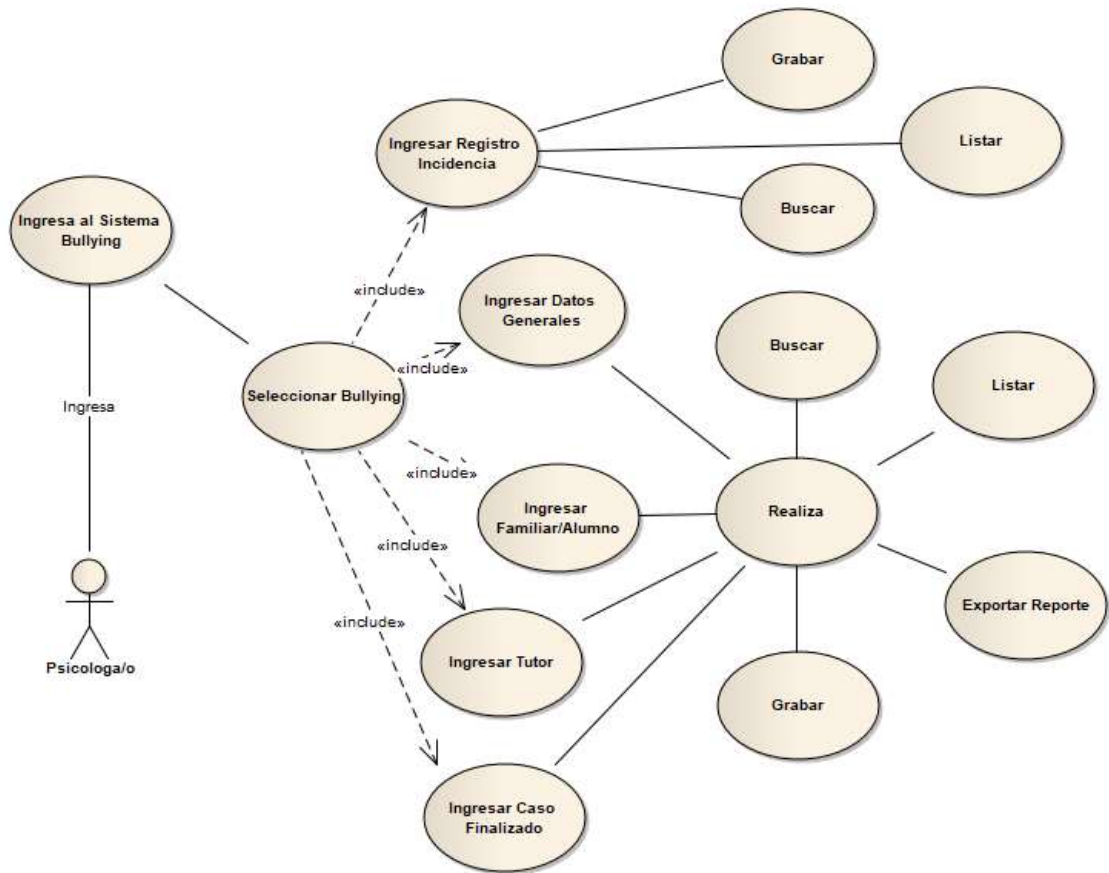 Grabar
Ingresar Registro
Incidencia
Listar
Buscar
Ingresa al Sistema
Bullying
«include»
Ingresar Datos
Generales
«include»
Buscar
Listar
Seleccionar Bullying
Ingresa
«include»
Ingresar
Familiar/Alumno
Realiza
«include»
Exportar Reporte
«include»
Psicologa/o
Ingresar Tutor
Grabar
Ingresar Caso
Finalizado